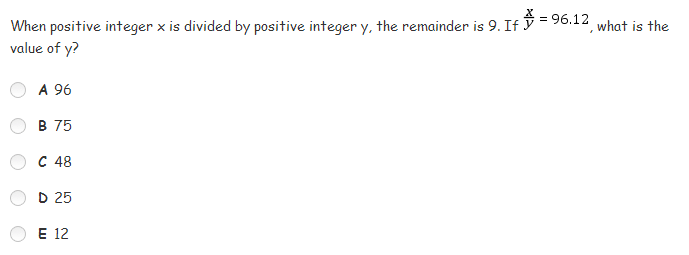 When positive integer x is divided by positive integer y, the remainder is 9. If x/y = 96.12, what is the
value of y?
A 96
B 75
C 48
D 25
E 12